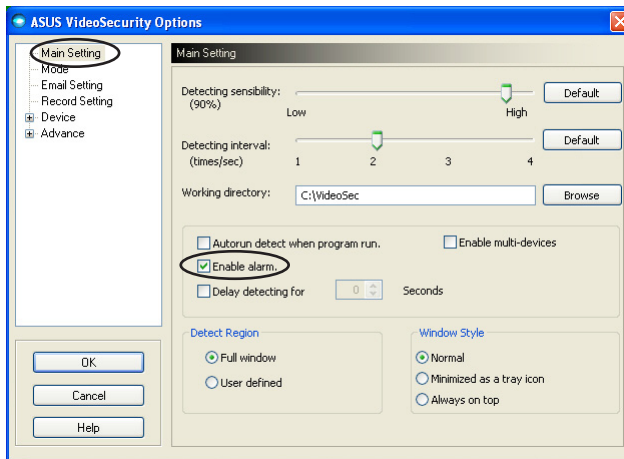 ASUS VideoSecurity Options
Main Setting
Mode
Email Setting
Record Setting
Device
Advance
OK
Cancel
Help
Main Setting
Detecting sensibility:
(90%)
Low
High
Default
Detecting interval:
(times/sec)
1 2 3 4
Default
Working directory:
C:\VideoSec
Browse
Autorun detect when program run.
Enable multi-devices
Enable alarm.
Delay detecting for 0 Seconds
Detect Region
Full window
User defined
Window Style
Normal
Minimized as a tray icon
Always on top